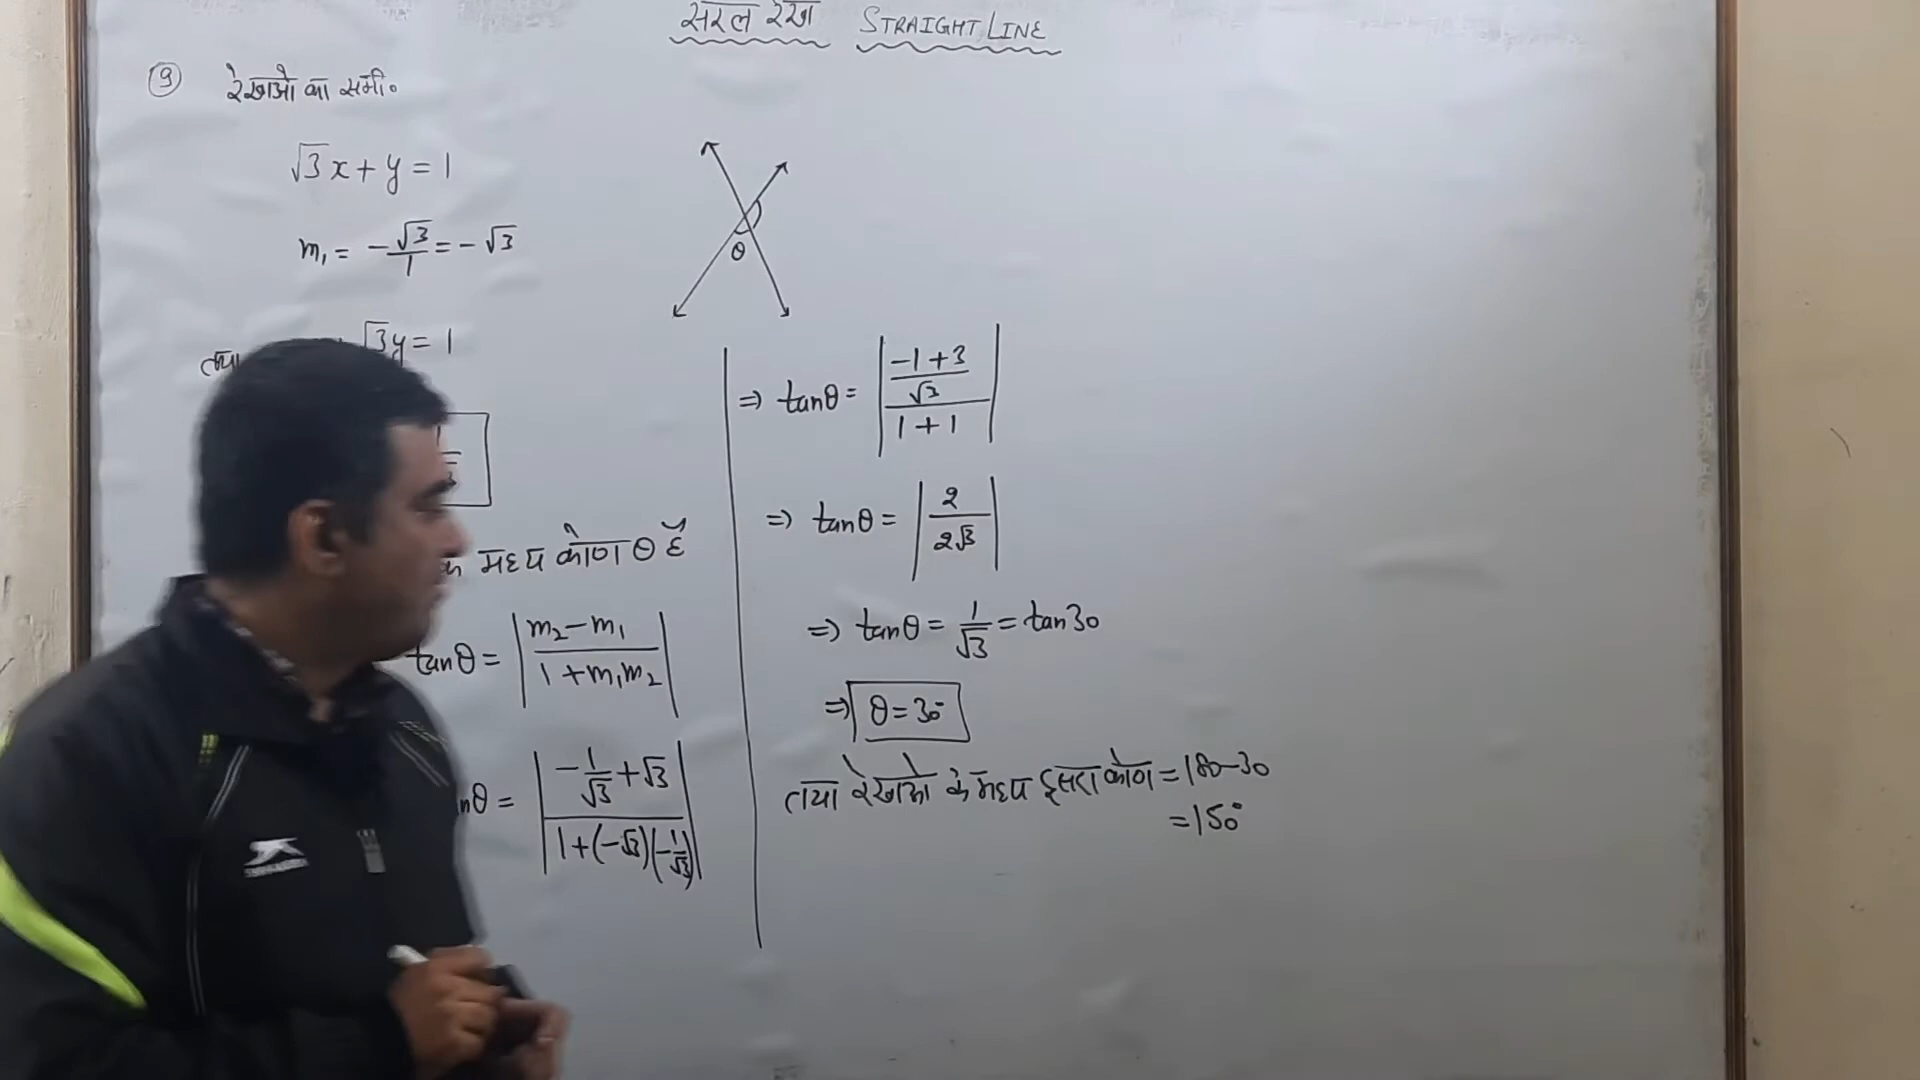 सरल रेखा STRAIGHT LINE
9 रेखाओं का समी०
√3x + y = 1
m₁ = -√3/1 = -√3
तथा √3y = 1
मध्य कोण θ है
tanθ = |(m₂ - m₁)/(1 + m₁m₂)|
nθ = |(-1/√3 + √3)/(1 + (-√3)(-1/√3))|
θ
⇒ tanθ = |((-1 + 3)/√3)/(1 + 1)|
⇒ tanθ = |2/(2√3)|
⇒ tanθ = 1/√3 = tan30
⇒ θ = 30°
तथा रेखाओं के मध्य दूसरा कोण = 180-30
= 150°